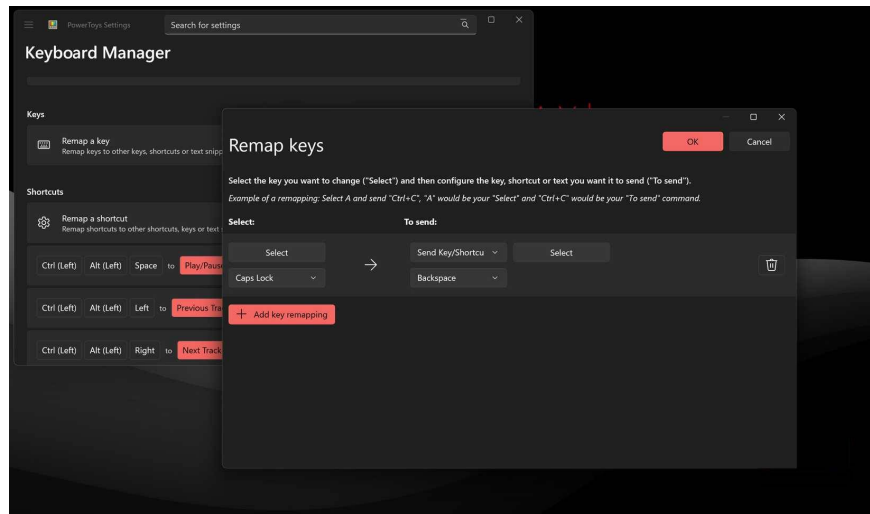 PowerToys Settings
Search for settings
Keyboard Manager
Keys
Remap a key
Remap keys to other keys, shortcuts or text snipp
Shortcuts
Remap a shortcut
Remap shortcuts to other shortcuts, keys or text
Ctrl (Left) Alt (Left) Space to Play/Pause
Ctrl (Left) Alt (Left) Left to Previous Tra
Ctrl (Left) Alt (Left) Right to Next Track
Remap keys
OK
Cancel
Select the key you want to change ("Select") and then configure the key, shortcut or text you want it to send ("To send").
Example of a remapping: Select A and send "Ctrl+C", "A" would be your "Select" and "Ctrl+C" would be your "To send" command.
Select:
To send:
Select
Send Key/Shortcu
Select
Caps Lock
Backspace
Add key remapping